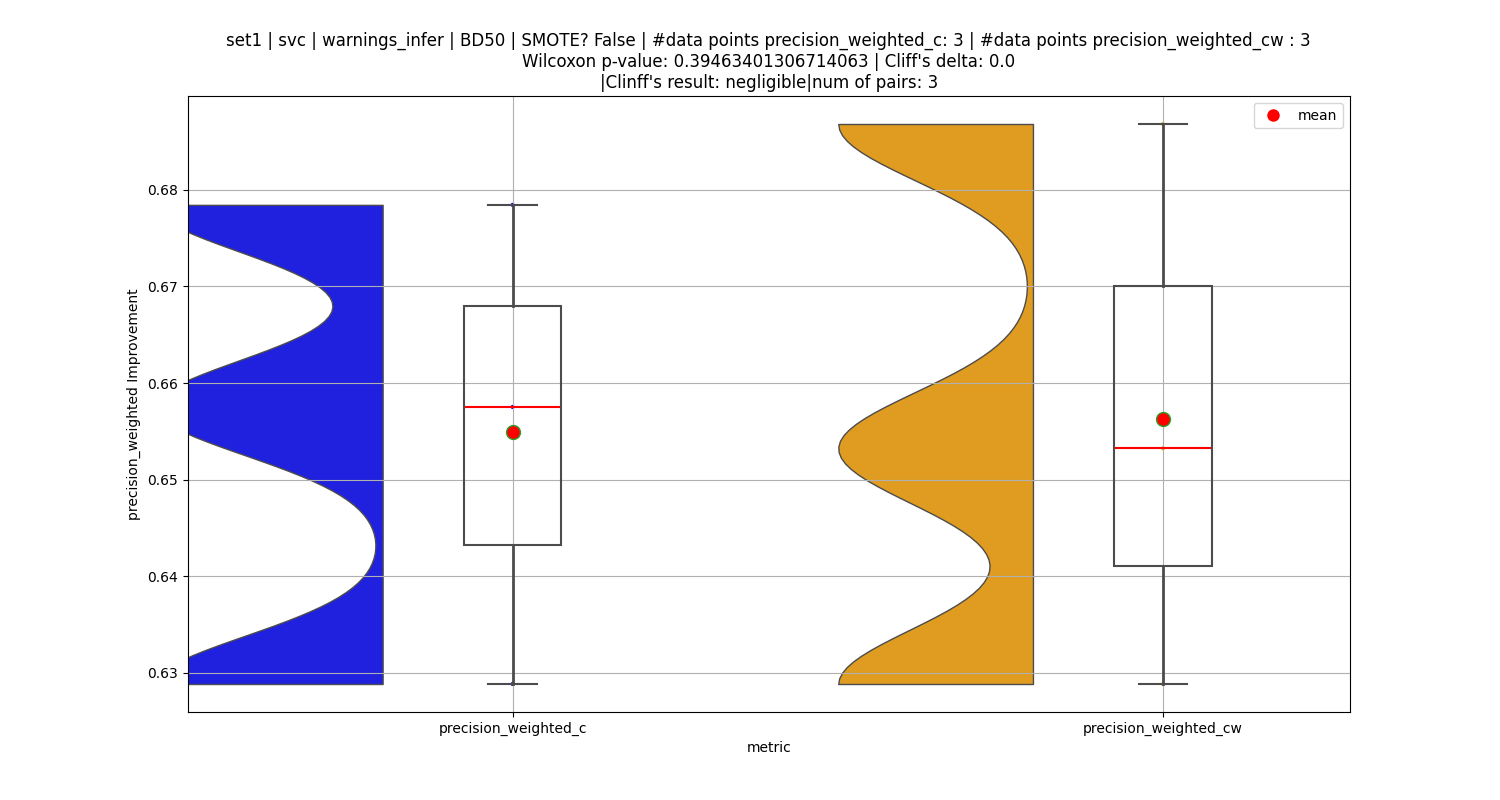 set1 | svc | warnings_infer | BD50 | SMOTE? False | #data points precision_weighted_c: 3 | #data points precision_weighted_cw : 3
Wilcoxon p-value: 0.39463401306714063 | Cliff's delta: 0.0
|Clinff's result: negligible|num of pairs: 3
mean
precision_weighted Improvement
0.68
0.67
0.66
0.65
0.64
0.63
precision_weighted_c
precision_weighted_cw
metric